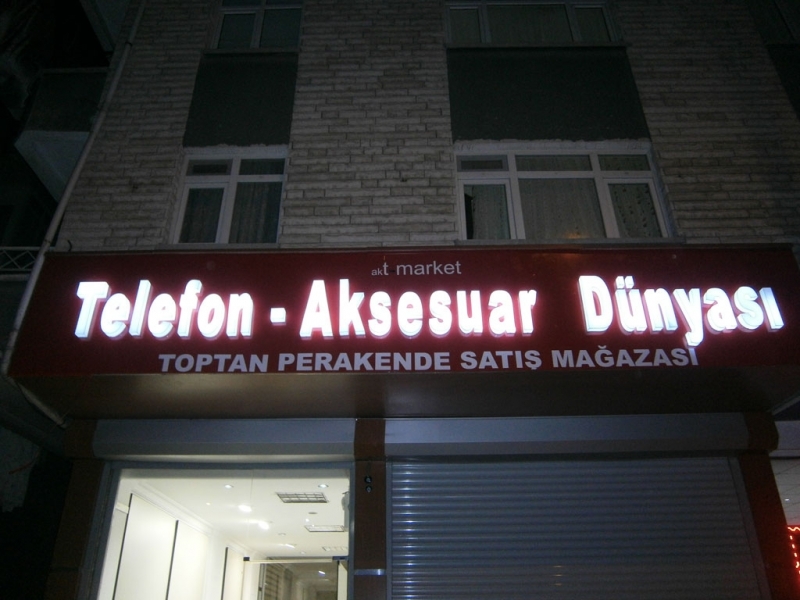 akt market
Telefon - Aksesuar Dünyası
TOPTAN PERAKENDE SATIŞ MAĞAZASI